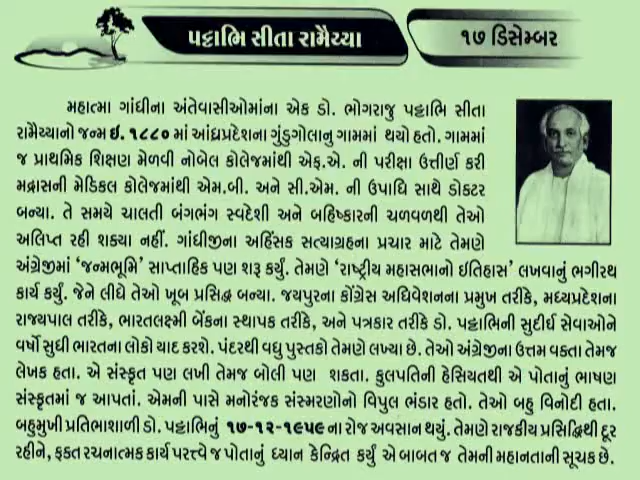 પટ્ટાભિ સીતા રામૈય્યા
૧૭ ડિસેમ્બર
મહાત્મા ગાંધીના અંતેવાસીઓમાંના એક ડો. ભોગરાજુ પટ્ટાભિ સીતા
રામૈય્યાનો જન્મ ઇ. ૧૮૮૦ માં આંધ્રપ્રદેશના ગુંડુગોલાનુ ગામમાં થયો હતો. ગામમાં
જ પ્રાથમિક શિક્ષણ મેળવી નોબેલ કોલેજમાંથી એફ.એ. ની પરીક્ષા ઉત્તીર્ણ કરી
મદ્રાસની મેડિકલ કોલેજમાંથી એમ.બી. અને સી.એમ. ની ઉપાધિ સાથે ડોક્ટર
બન્યા. તે સમયે ચાલતી બંગભંગ સ્વદેશી અને બહિષ્કારની ચળવળથી તેઓ
અલિપ્ત રહી શક્યા નહીં. ગાંધીજીના અહિંસક સત્યાગ્રહના પ્રચાર માટે તેમણે
અંગ્રેજીમાં ‘જન્મભૂમિ’ સાપ્તાહિક પણ શરૂ કર્યું. તેમણે ‘રાષ્ટ્રીય મહાસભાનો ઈતિહાસ’ લખવાનું ભગીરથ
કાર્ય કર્યું. જેને લીધે તેઓ ખૂબ પ્રસિદ્ધ બન્યા. જયપુરના કોંગ્રેસ અધિવેશનના પ્રમુખ તરીકે, મધ્યપ્રદેશના
રાજ્યપાલ તરીકે, ભારતલક્ષ્મી બેંકના સ્થાપક તરીકે, અને પત્રકાર તરીકે ડો. પટ્ટાભિની સુદીર્ઘ સેવાઓને
વર્ષો સુધી ભારતના લોકો યાદ કરશે. પંદરથી વધુ પુસ્તકો તેમણે લખ્યા છે. તેઓ અંગ્રેજીના ઉત્તમ વક્તા તેમજ
લેખક હતા. એ સંસ્કૃત પણ લખી તેમજ બોલી પણ શકતા. કુલપતિની હેસિયતથી એ પોતાનું ભાષણ
સંસ્કૃતમાં જ આપતાં. એમની પાસે મનોરંજક સંસ્મરણોનો વિપુલ ભંડાર હતો. તેઓ બહુ વિનોદી હતા.
બહુમુખી પ્રતિભાશાળી ડો. પટ્ટાભિનું ૧૭-૧૨-૧૯૫૯ ના રોજ અવસાન થયું. તેમણે રાજકીય પ્રસિદ્ધિથી દૂર
રહીને, ફક્ત રચનાત્મક કાર્ય પરત્ત્વે જ પોતાનું ધ્યાન કેન્દ્રિત કર્યું એ બાબત જ તેમની મહાનતાની સૂચક છે.